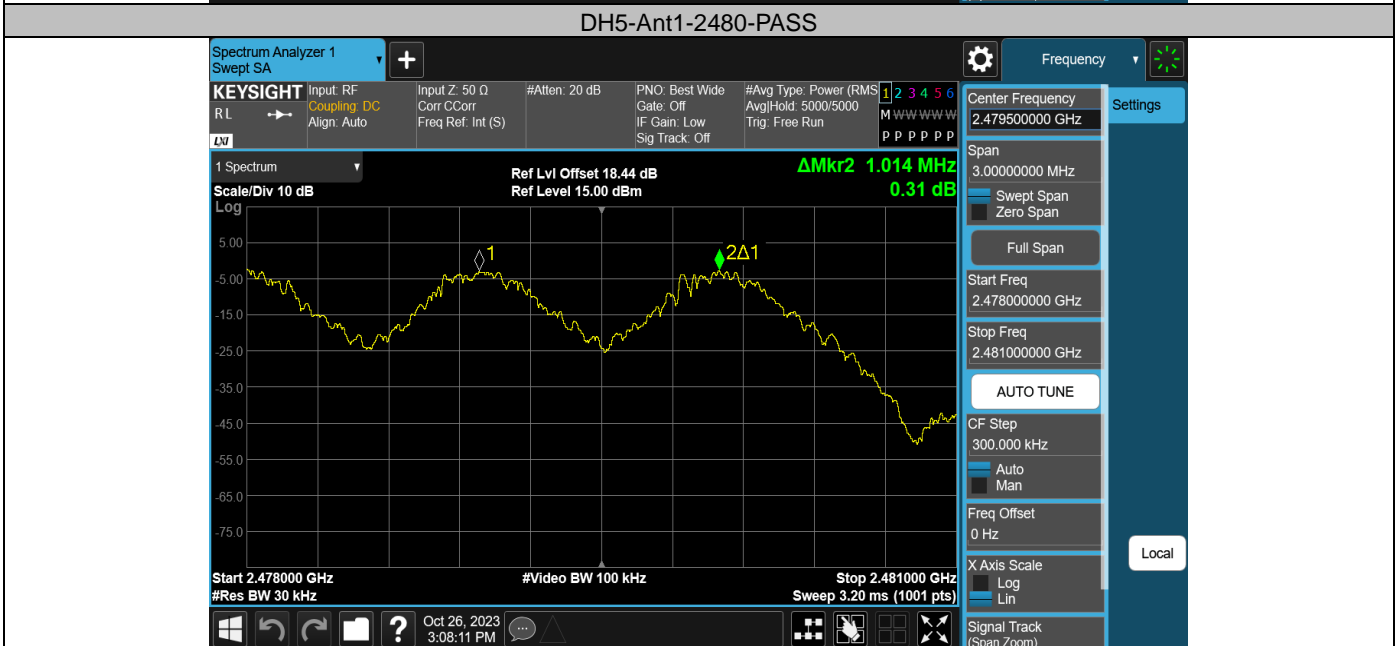 DH5-Ant1-2480-PASS
Spectrum Analyzer 1
Swept SA
Frequency
KEYSIGHT
R L
LXI
Input: RF
Coupling: DC
Align: Auto
Input Z: 50 Ω
Corr CCorr
Freq Ref: Int (S)
#Atten: 20 dB
PNO: Best Wide
Gate: Off
IF Gain: Low
Sig Track: Off
#Avg Type: Power (RMS
Avg|Hold: 5000/5000
Trig: Free Run
1 2 3 4 5 6
M W W W W W
P P P P P P
Center Frequency
2.479500000 GHz
Settings
1 Spectrum
Scale/Div 10 dB
Ref Lvl Offset 18.44 dB
Ref Level 15.00 dBm
ΔMkr2 1.014 MHz
0.31 dB
Span
3.00000000 MHz
Swept Span
Zero Span
Full Span
Start Freq
2.478000000 GHz
Stop Freq
2.481000000 GHz
AUTO TUNE
CF Step
300.000 kHz
Auto
Man
Freq Offset
0 Hz
X Axis Scale
Log
Lin
Signal Track
(Span Zoom)
Local
Log
5.00
-5.00
-15.0
-25.0
-35.0
-45.0
-55.0
-65.0
-75.0
1
2Δ1
Start 2.478000 GHz
#Res BW 30 kHz
#Video BW 100 kHz
Stop 2.481000 GHz
Sweep 3.20 ms (1001 pts)
?
Oct 26, 2023
3:08:11 PM